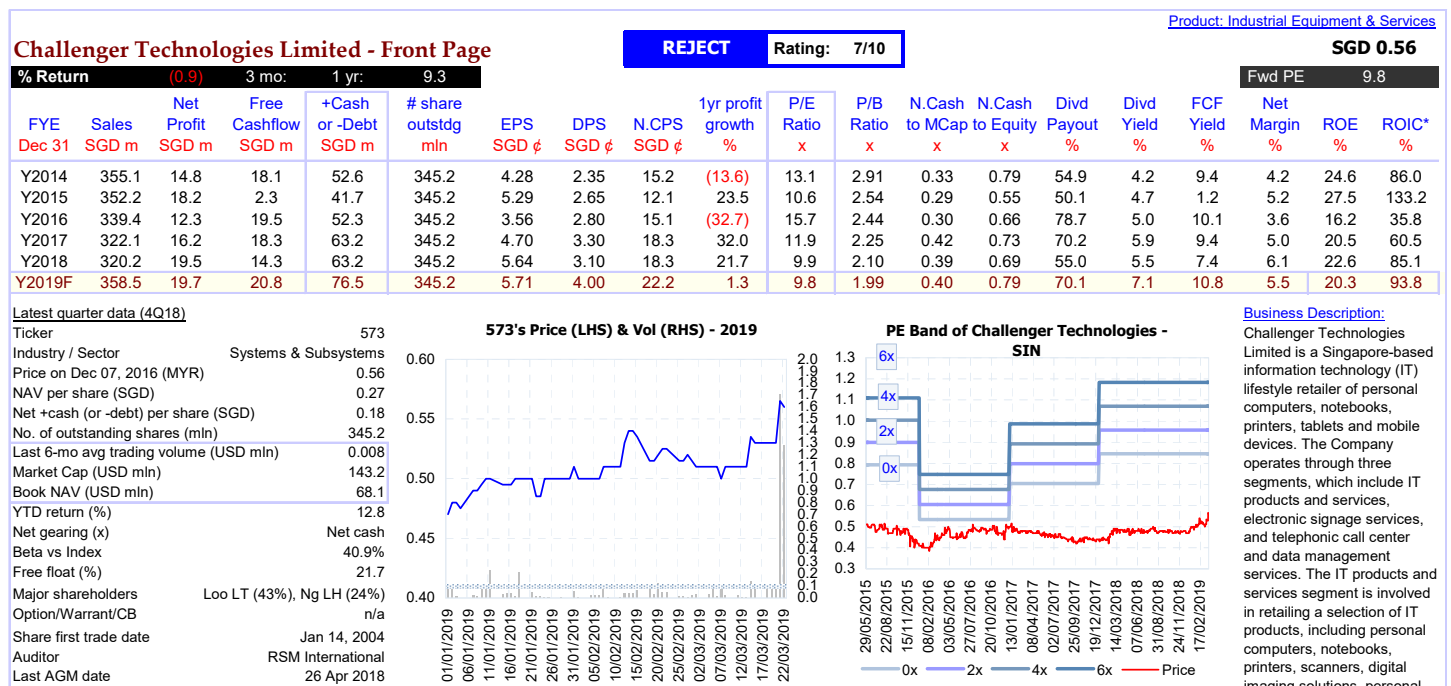 Product: Industrial Equipment & Services
Challenger Technologies Limited - Front Page REJECT Rating: 7/10 SGD 0.56
% Return (0.9) 3 mo: 1 yr: 9.3 Fwd PE 9.8
Net Free +Cash # share 1yr profit P/E P/B N.Cash N.Cash Divd Divd FCF Net
FYE Sales Profit Cashflow or -Debt outstdg EPS DPS N.CPS growth Ratio Ratio to MCap to Equity Payout Yield Yield Margin ROE ROIC*
Dec 31 SGD m SGD m SGD m SGD m mln SGD ¢ SGD ¢ SGD ¢ % x x x x % % % % % %
Y2014 355.1 14.8 18.1 52.6 345.2 4.28 2.35 15.2 (13.6) 13.1 2.91 0.33 0.79 54.9 4.2 9.4 4.2 24.6 86.0
Y2015 352.2 18.2 2.3 41.7 345.2 5.29 2.65 12.1 23.5 10.6 2.54 0.29 0.55 50.1 4.7 1.2 5.2 27.5 133.2
Y2016 339.4 12.3 19.5 52.3 345.2 3.56 2.80 15.1 (32.7) 15.7 2.44 0.30 0.66 78.7 5.0 10.1 3.6 16.2 35.8
Y2017 322.1 16.2 18.3 63.2 345.2 4.70 3.30 18.3 32.0 11.9 2.25 0.42 0.73 70.2 5.9 9.4 5.0 20.5 60.5
Y2018 320.2 19.5 14.3 63.2 345.2 5.64 3.10 18.3 21.7 9.9 2.10 0.39 0.69 55.0 5.5 7.4 6.1 22.6 85.1
Y2019F 358.5 19.7 20.8 76.5 345.2 5.71 4.00 22.2 1.3 9.8 1.99 0.40 0.79 70.1 7.1 10.8 5.5 20.3 93.8
Latest quarter data (4Q18)
Ticker 573
Industry / Sector Systems & Subsystems
Price on Dec 07, 2016 (MYR) 0.56
NAV per share (SGD) 0.27
Net +cash (or -debt) per share (SGD) 0.18
No. of outstanding shares (mln) 345.2
Last 6-mo avg trading volume (USD mln) 0.008
Market Cap (USD mln) 143.2
Book NAV (USD mln) 68.1
YTD return (%) 12.8
Net gearing (x) Net cash
Beta vs Index 40.9%
Free float (%) 21.7
Major shareholders Loo LT (43%), Ng LH (24%)
Option/Warrant/CB n/a
Share first trade date Jan 14, 2004
Auditor RSM International
Last AGM date 26 Apr 2018
573's Price (LHS) & Vol (RHS) - 2019
0.60
0.55
0.50
0.45
0.40
2.0
1.9
1.8
1.7
1.6
1.5
1.4
1.3
1.2
1.1
1.0
0.9
0.8
0.7
0.6
0.5
0.4
0.3
0.2
0.1
0.0
01/01/2019
06/01/2019
11/01/2019
16/01/2019
21/01/2019
26/01/2019
31/01/2019
05/02/2019
10/02/2019
15/02/2019
20/02/2019
25/02/2019
02/03/2019
07/03/2019
12/03/2019
17/03/2019
22/03/2019
PE Band of Challenger Technologies -
SIN
1.3
1.2
1.1
1.0
0.9
0.8
0.7
0.6
0.5
0.4
0.3
6x
4x
2x
0x
29/05/2015
22/08/2015
15/11/2015
08/02/2016
03/05/2016
27/07/2016
20/10/2016
13/01/2017
08/04/2017
02/07/2017
25/09/2017
19/12/2017
14/03/2018
07/06/2018
31/08/2018
24/11/2018
17/02/2019
0x 2x 4x 6x Price
Business Description:
Challenger Technologies
Limited is a Singapore-based
information technology (IT)
lifestyle retailer of personal
computers, notebooks,
printers, tablets and mobile
devices. The Company
operates through three
segments, which include IT
products and services,
electronic signage services,
and telephonic call center
and data management
services. The IT products and
services segment is involved
in retailing a selection of IT
products, including personal
computers, notebooks,
printers, scanners, digital
imaging solutions, personal